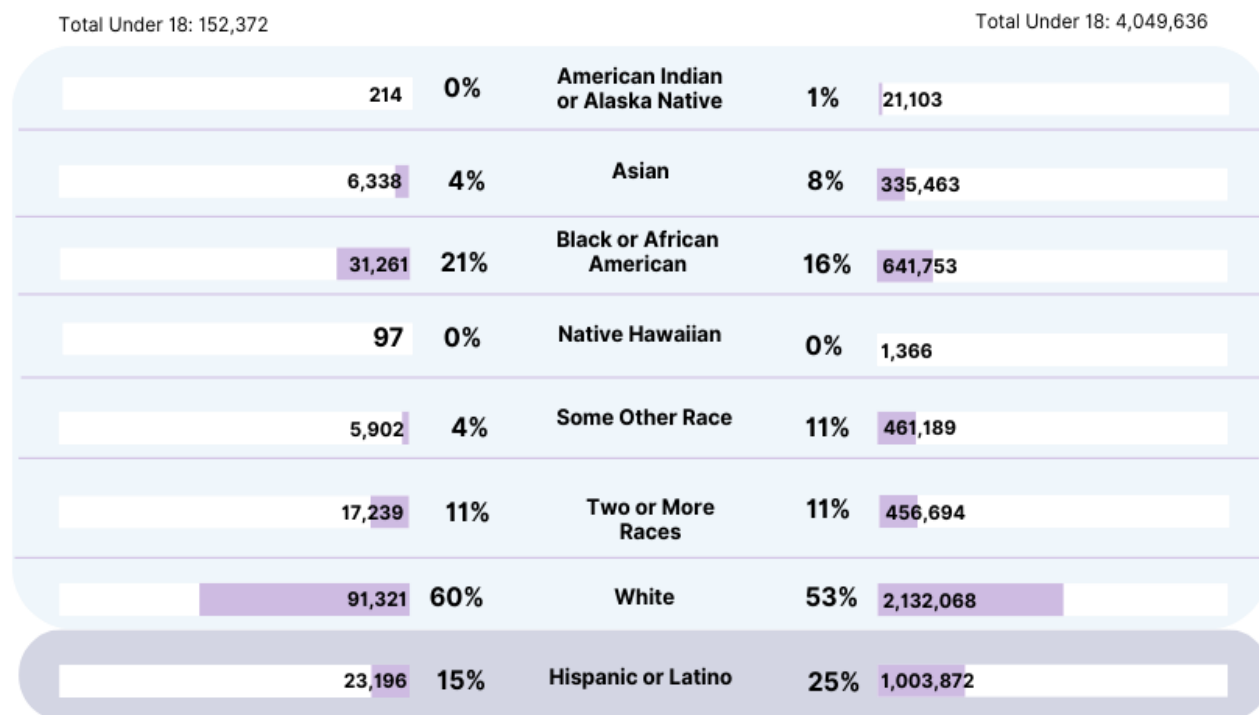 Total Under 18: 152,372
Total Under 18: 4,049,636
214 0% American Indian or Alaska Native 1% 21,103
6,338 4% Asian 8% 335,463
31,261 21% Black or African American 16% 641,753
97 0% Native Hawaiian 0% 1,366
5,902 4% Some Other Race 11% 461,189
17,239 11% Two or More Races 11% 456,694
91,321 60% White 53% 2,132,068
23,196 15% Hispanic or Latino 25% 1,003,872